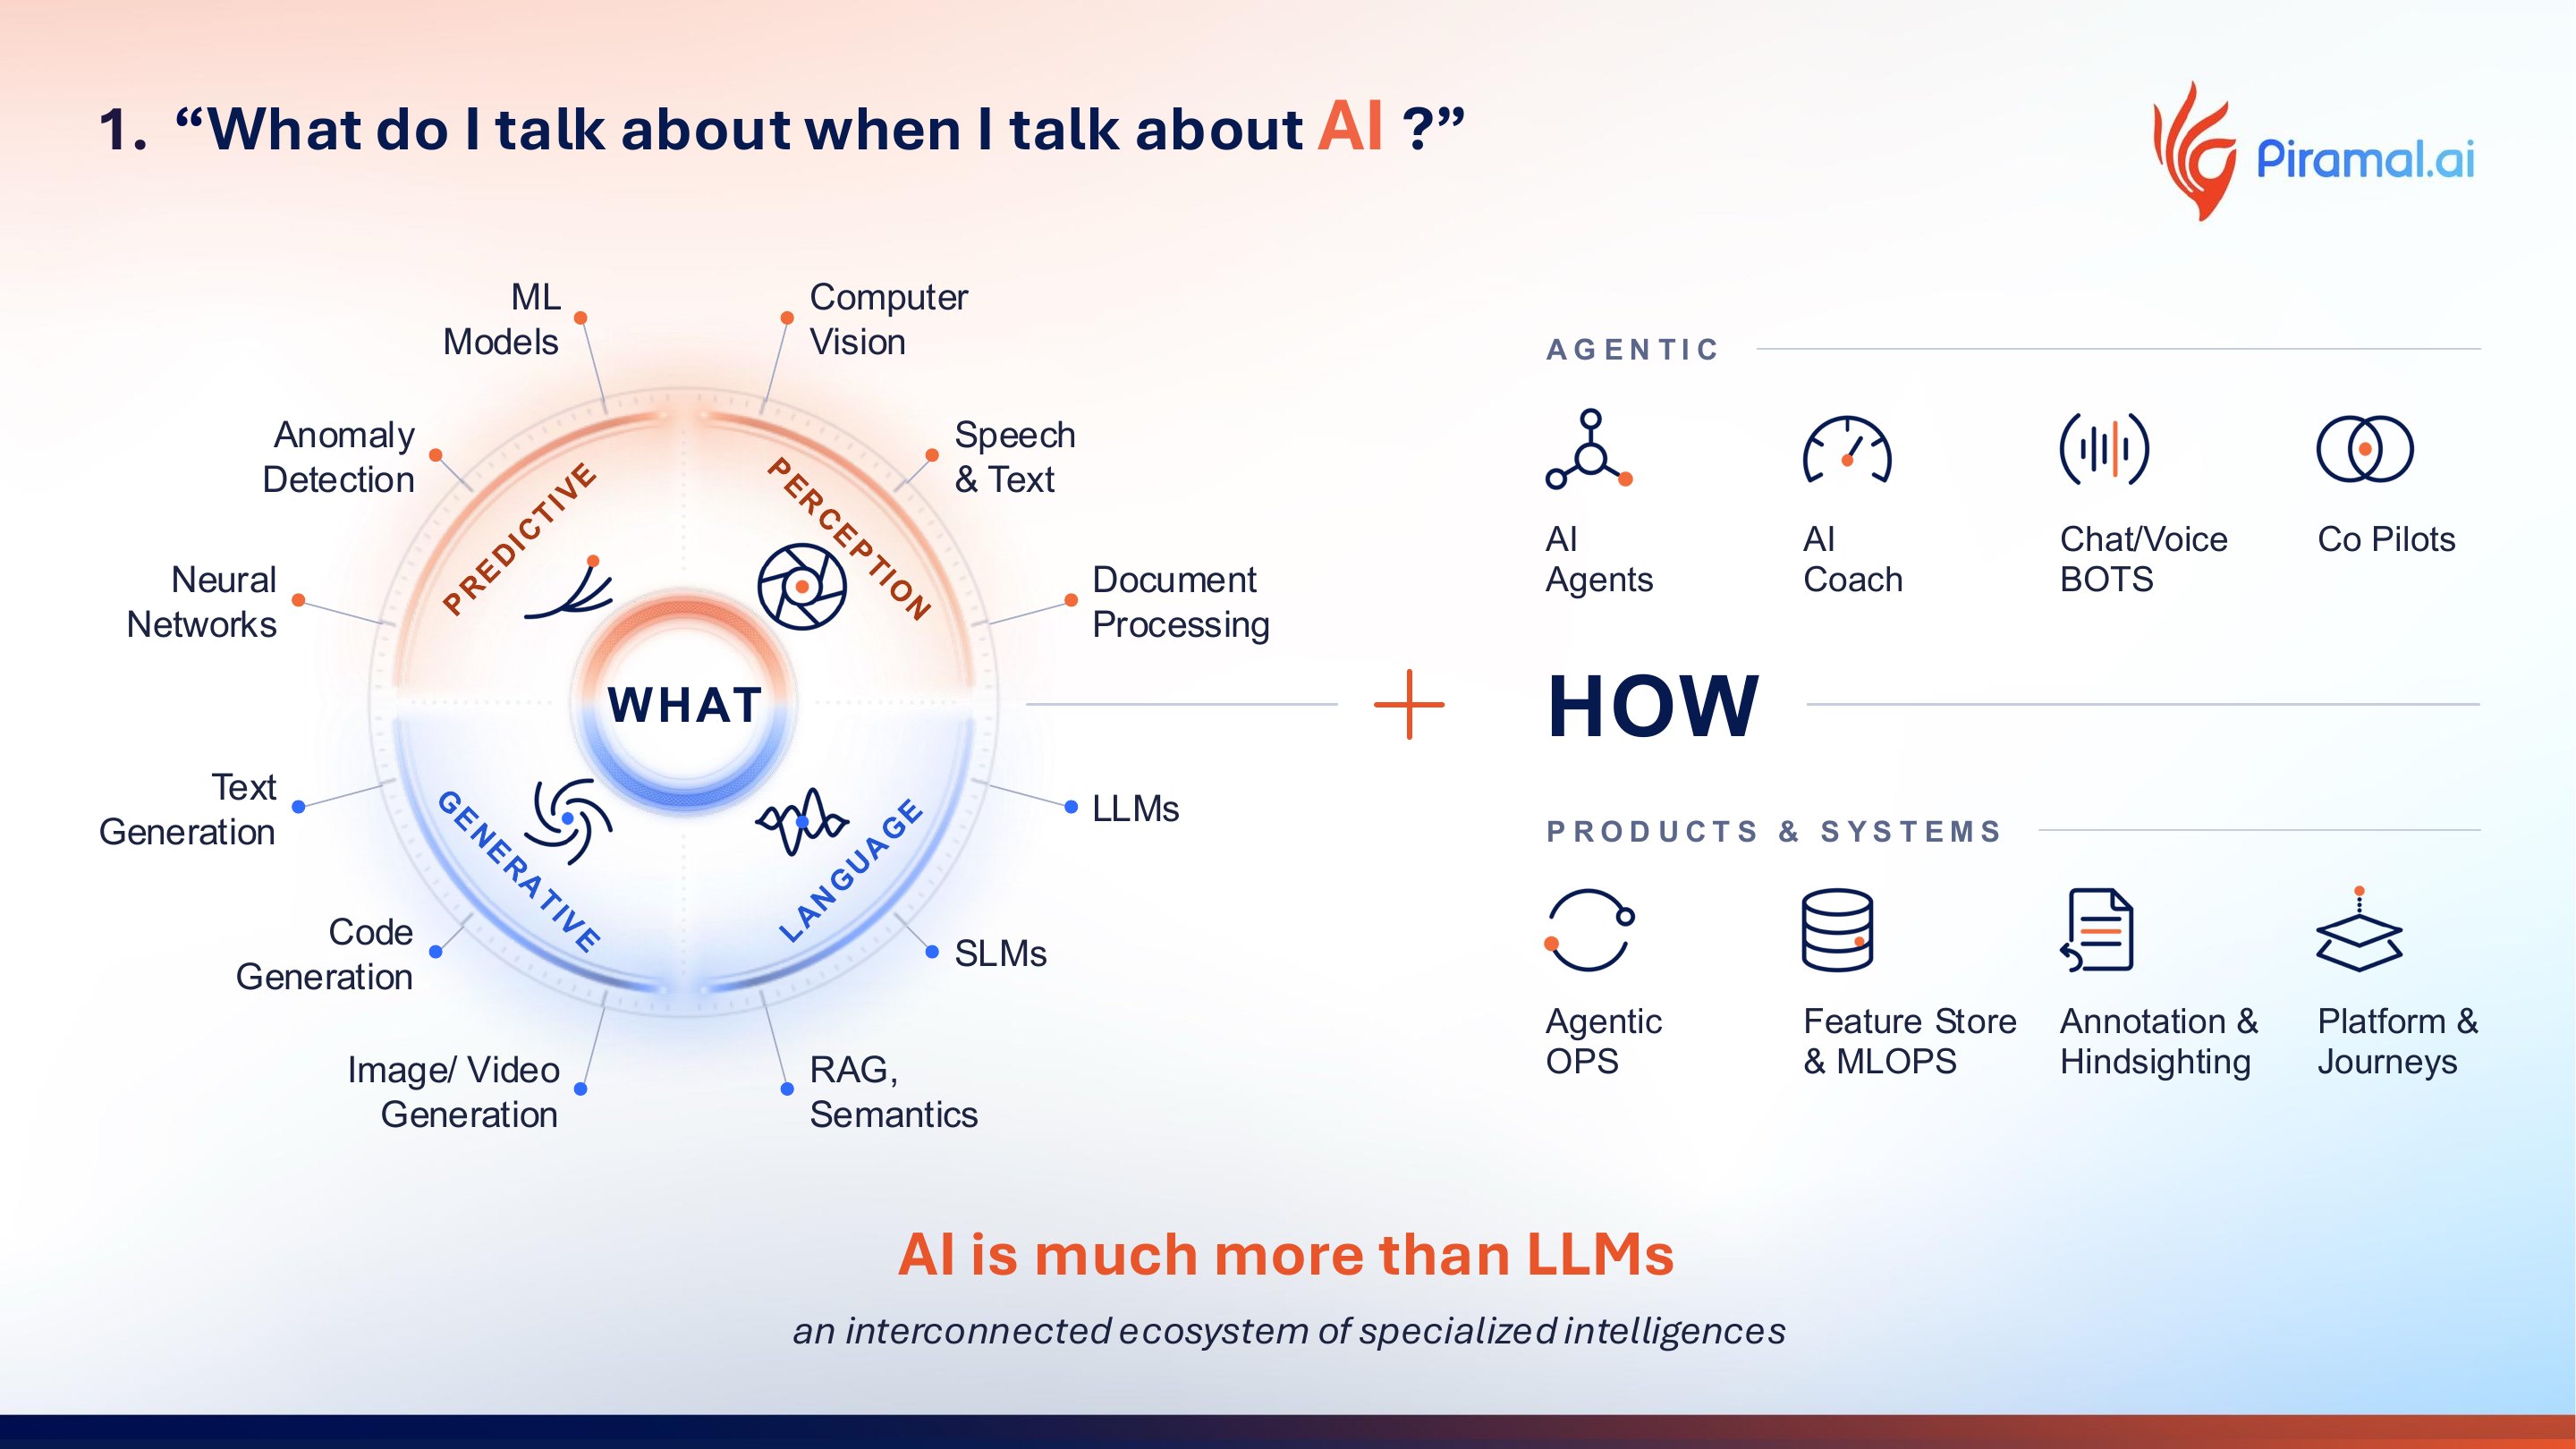 1. “What do I talk about when I talk about AI ?”
Piramal.ai
ML
Models
Computer
Vision
Anomaly
Detection
Speech
& Text
Neural
Networks
Document
Processing
PREDICTIVE
PERCEPTION
WHAT
GENERATIVE
LANGUAGE
Text
Generation
LLMs
Code
Generation
SLMs
Image/ Video
Generation
RAG,
Semantics
AGENTIC
AI
Agents
AI
Coach
Chat/Voice
BOTS
Co Pilots
HOW
PRODUCTS & SYSTEMS
Agentic
OPS
Feature Store
& MLOPS
Annotation &
Hindsighting
Platform &
Journeys
AI is much more than LLMs
an interconnected ecosystem of specialized intelligences